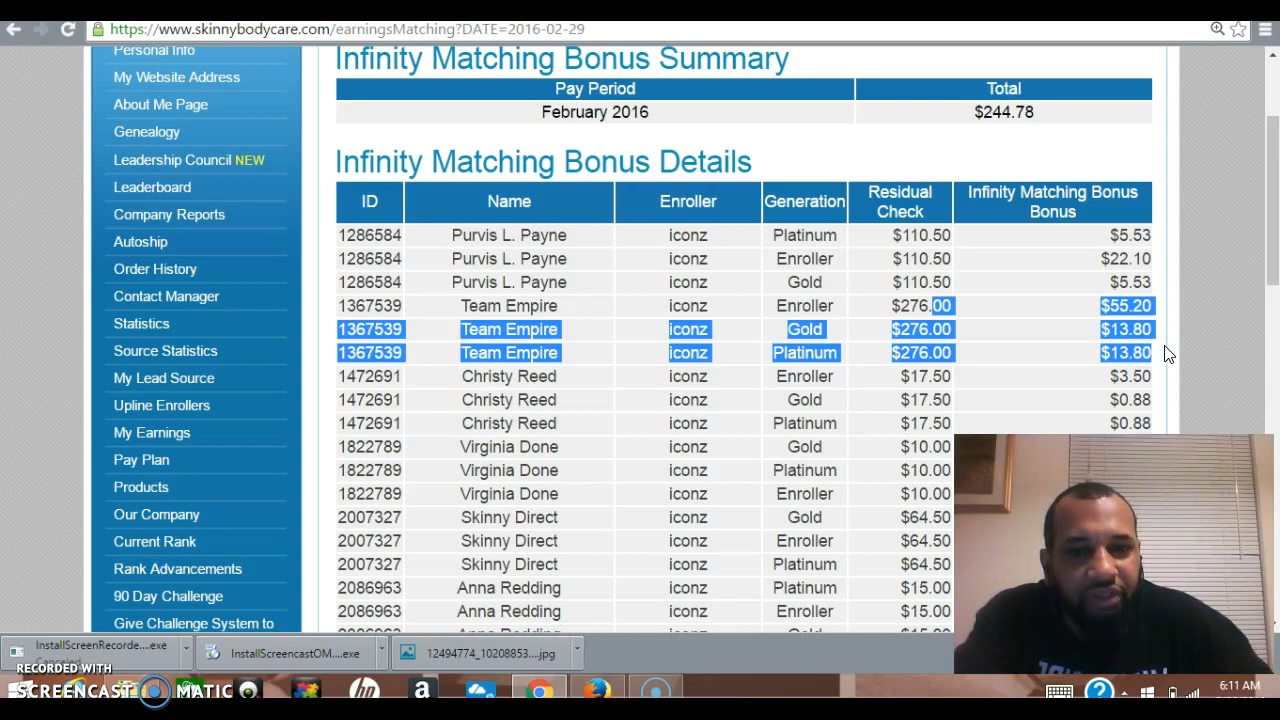 https://www.skinnybodycare.com/earningsMatching?DATE=2016-02-29
Personal Info
My Website Address
About Me Page
Genealogy
Leadership Council NEW
Leaderboard
Company Reports
Autoship
Order History
Contact Manager
Statistics
Source Statistics
My Lead Source
Upline Enrollers
My Earnings
Pay Plan
Products
Our Company
Current Rank
Rank Advancements
90 Day Challenge
Give Challenge System to
Infinity Matching Bonus Summary
Pay Period Total
February 2016 $244.78
Infinity Matching Bonus Details
ID Name Enroller Generation Residual Check Infinity Matching Bonus Bonus
1286584 Purvis L. Payne iconz Platinum $110.50 $5.53
1286584 Purvis L. Payne iconz Enroller $110.50 $22.10
1286584 Purvis L. Payne iconz Gold $110.50 $5.53
1367539 Team Empire iconz Enroller $276.00 $55.20
1367539 Team Empire iconz Gold $276.00 $13.80
1367539 Team Empire iconz Platinum $276.00 $13.80
1472691 Christy Reed iconz Enroller $17.50 $3.50
1472691 Christy Reed iconz Gold $17.50 $0.88
1472691 Christy Reed iconz Platinum $17.50 $0.88
1822789 Virginia Done iconz Gold $10.00
1822789 Virginia Done iconz Platinum $10.00
1822789 Virginia Done iconz Enroller $10.00
2007327 Skinny Direct iconz Gold $64.50
2007327 Skinny Direct iconz Enroller $64.50
2007327 Skinny Direct iconz Platinum $64.50
2086963 Anna Redding iconz Platinum $15.00
2086963 Anna Redding iconz Enroller $15.00
InstallScreenRecorde....exe
Canceled
InstallScreencastOM....exe
12494774_10208853....jpg
RECORDED WITH
SCREENCAST MATIC
hp
a
?
6:11 AM